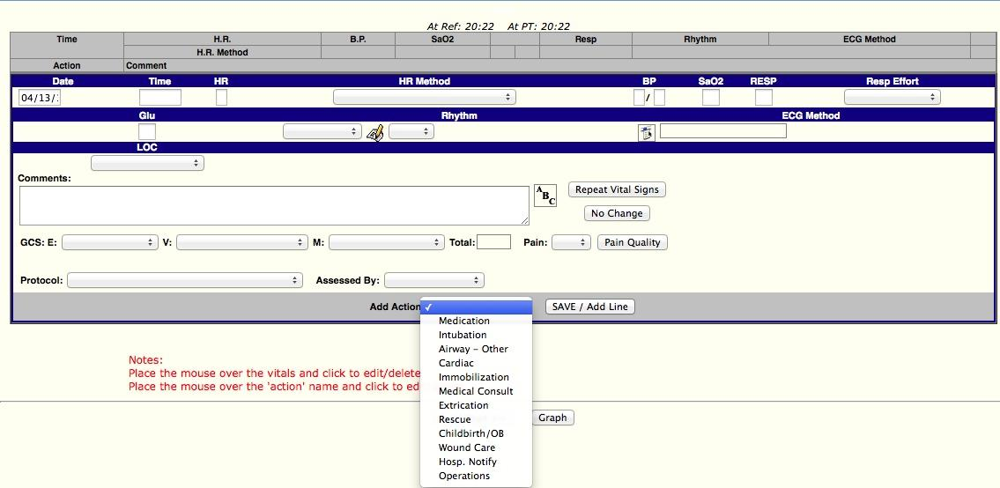 At Ref: 20:22 At PT: 20:22
Time H.R. B.P. SaO2 Resp Rhythm ECG Method
H.R. Method
Action Comment
Date Time HR HR Method BP SaO2 RESP Resp Effort
04/13/ /
Glu Rhythm ECG Method
LOC
Comments:
ABC Repeat Vital Signs
No Change
GCS: E: V: M: Total: Pain: Pain Quality
Protocol: Assessed By:
Add Action ✓ SAVE / Add Line
Medication
Intubation
Airway - Other
Cardiac
Immobilization
Medical Consult
Extrication
Rescue
Childbirth/OB
Wound Care
Hosp. Notify
Operations
Notes:
Place the mouse over the vitals and click to edit/delete
Place the mouse over the 'action' name and click to ed
Graph